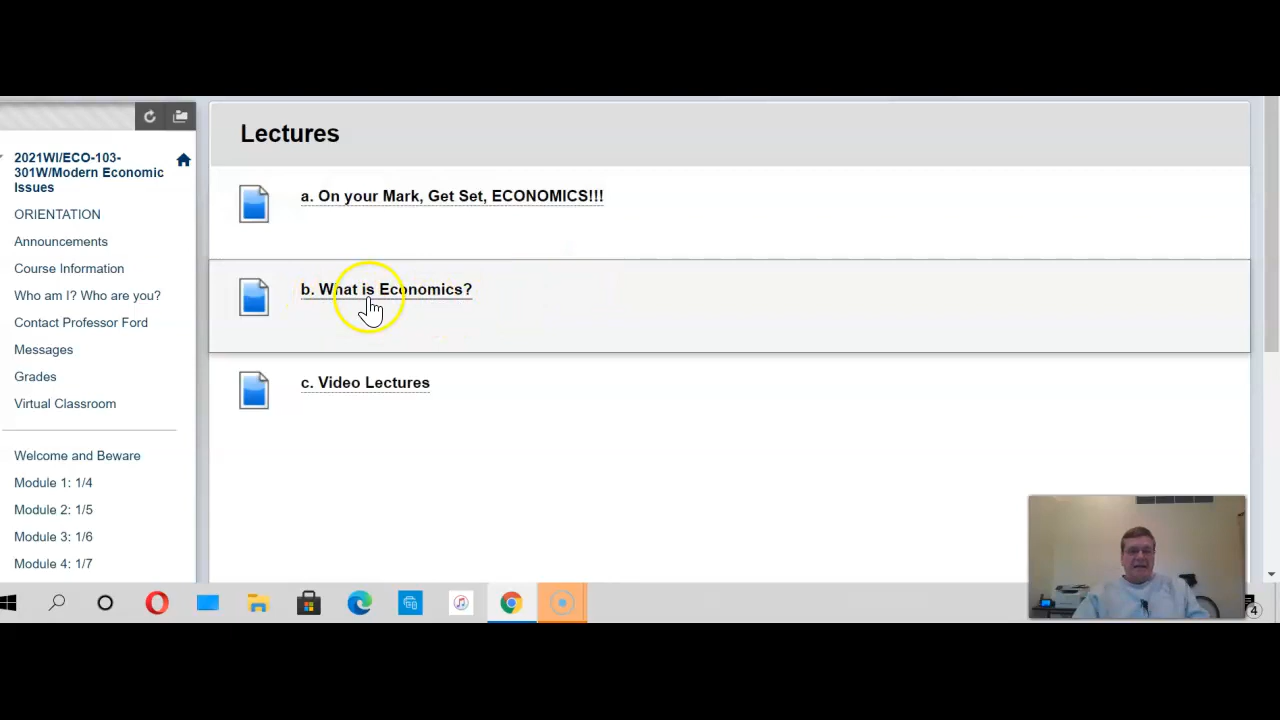 Lectures
2021WI/ECO-103-
301W/Modern Economic
Issues
ORIENTATION
Announcements
Course Information
Who am I? Who are you?
Contact Professor Ford
Messages
Grades
Virtual Classroom
Welcome and Beware
Module 1: 1/4
Module 2: 1/5
Module 3: 1/6
Module 4: 1/7
a. On your Mark, Get Set, ECONOMICS!!!
b. What is Economics?
c. Video Lectures
4